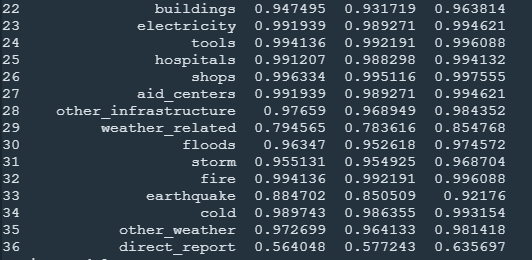 22 buildings 0.947495 0.931719 0.963814
23 electricity 0.991939 0.989271 0.994621
24 tools 0.994136 0.992191 0.996088
25 hospitals 0.991207 0.988298 0.994132
26 shops 0.996334 0.995116 0.997555
27 aid_centers 0.991939 0.989271 0.994621
28 other_infrastructure 0.97659 0.968949 0.984352
29 weather_related 0.794565 0.783616 0.854768
30 floods 0.96347 0.952618 0.974572
31 storm 0.955131 0.954925 0.968704
32 fire 0.994136 0.992191 0.996088
33 earthquake 0.884702 0.850509 0.92176
34 cold 0.989743 0.986355 0.993154
35 other_weather 0.972699 0.964133 0.981418
36 direct_report 0.564048 0.577243 0.635697